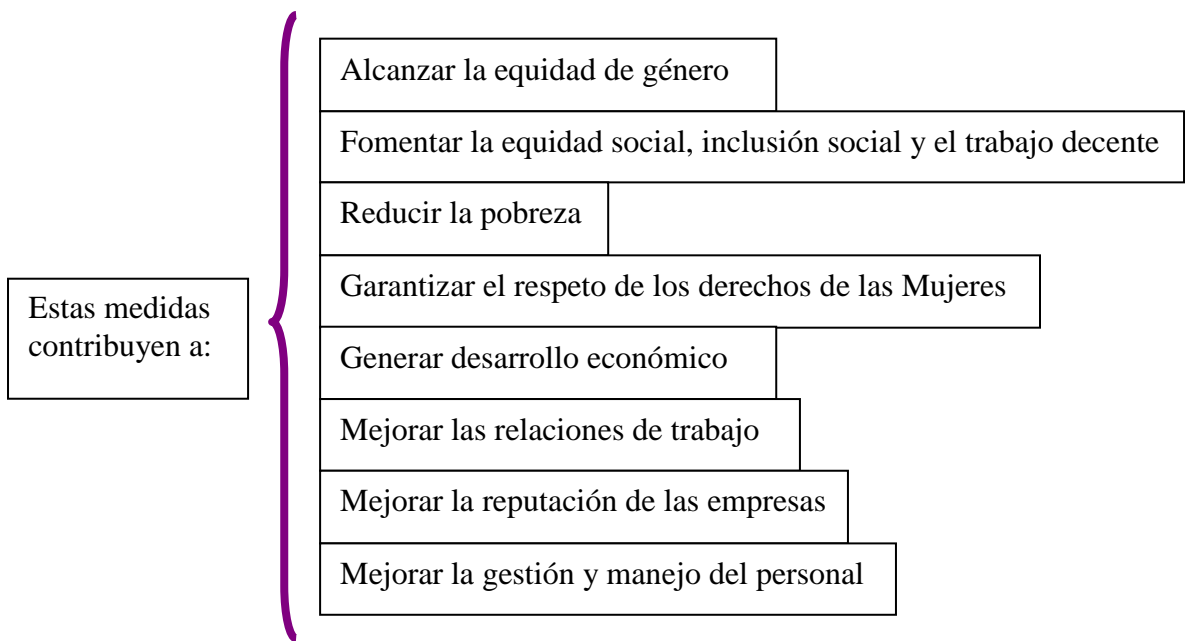 Alcanzar la equidad de género
Fomentar la equidad social, inclusión social y el trabajo decente
Reducir la pobreza
Garantizar el respeto de los derechos de las Mujeres
Estas medidas
contribuyen a:
Generar desarrollo económico
Mejorar las relaciones de trabajo
Mejorar la reputación de las empresas
Mejorar la gestión y manejo del personal